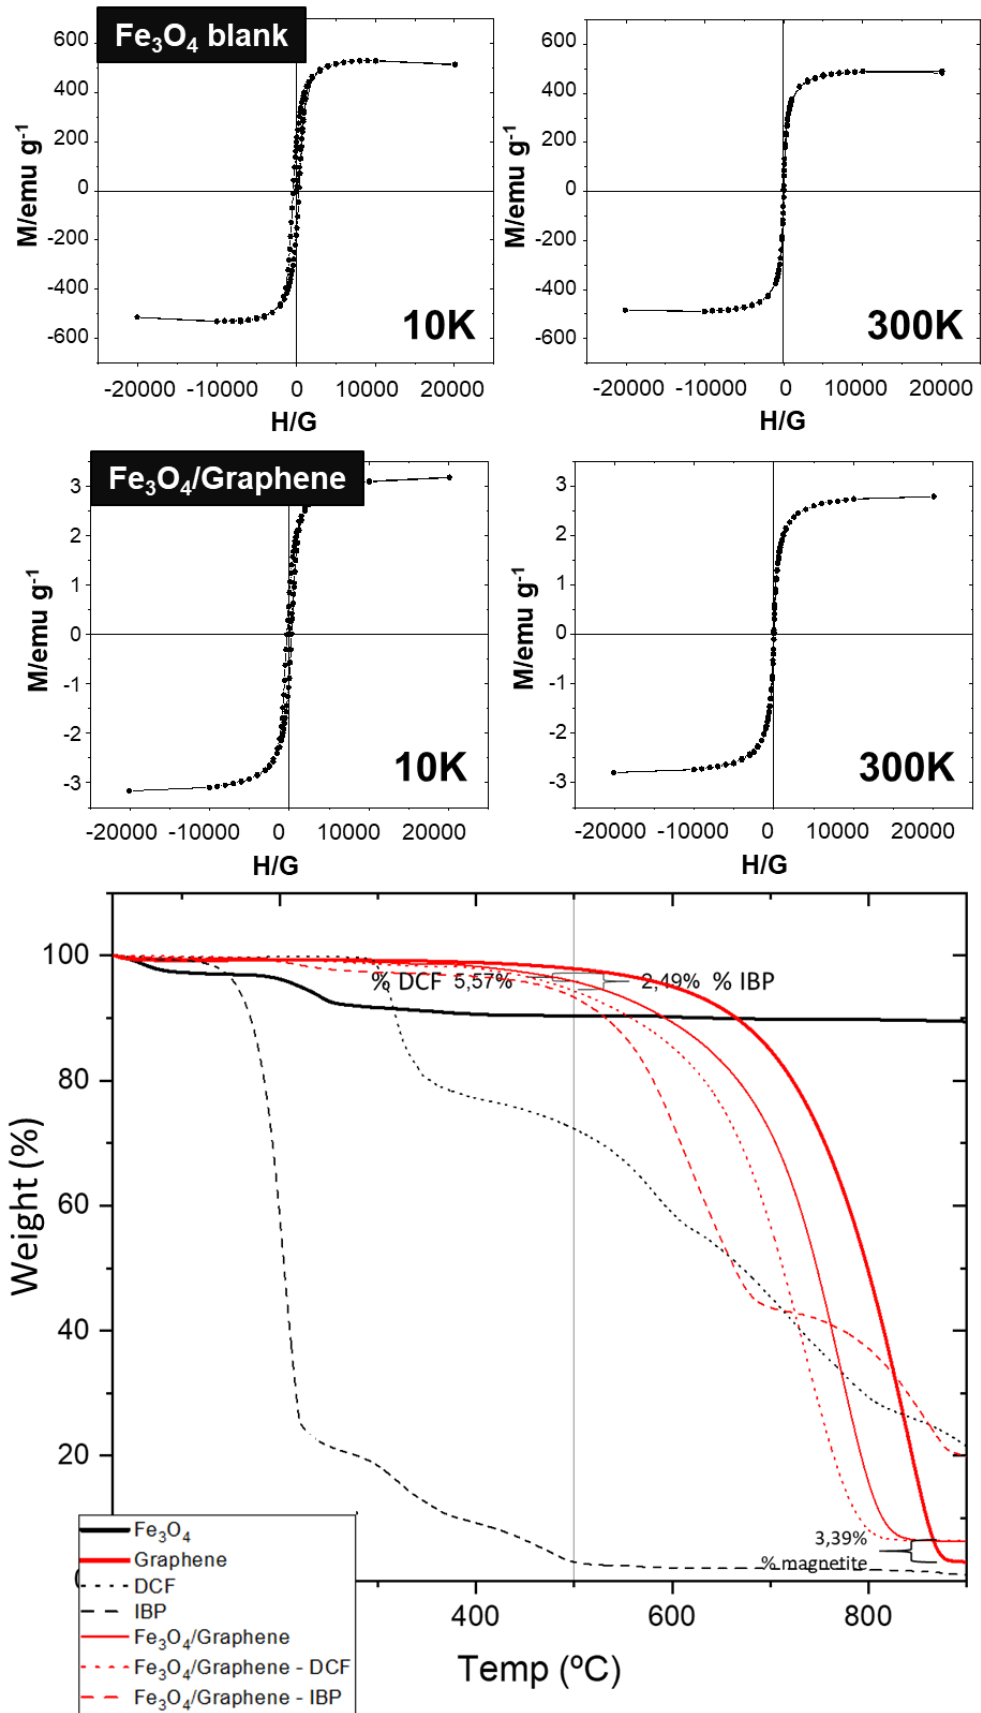 Fe₃O₄ blank
600
400
200
0
-200
-400
-600
M/emu g⁻¹
10K
-20000 -10000 0 10000 20000
H/G
600
400
200
0
-200
-400
-600
M/emu g⁻¹
300K
-20000 -10000 0 10000 20000
H/G
Fe₃O₄/Graphene
3
2
1
0
-1
-2
-3
M/emu g⁻¹
10K
-20000 -10000 0 10000 20000
H/G
3
2
1
0
-1
-2
-3
M/emu g⁻¹
300K
-20000 -10000 0 10000 20000
H/G
100
80
60
40
20
Weight (%)
% DCF 5,57%
2,49% % IBP
3,39%
% magnetite
Fe₃O₄
Graphene
DCF
IBP
Fe₃O₄/Graphene
Fe₃O₄/Graphene - DCF
Fe₃O₄/Graphene - IBP
400 600 800
Temp (ºC)